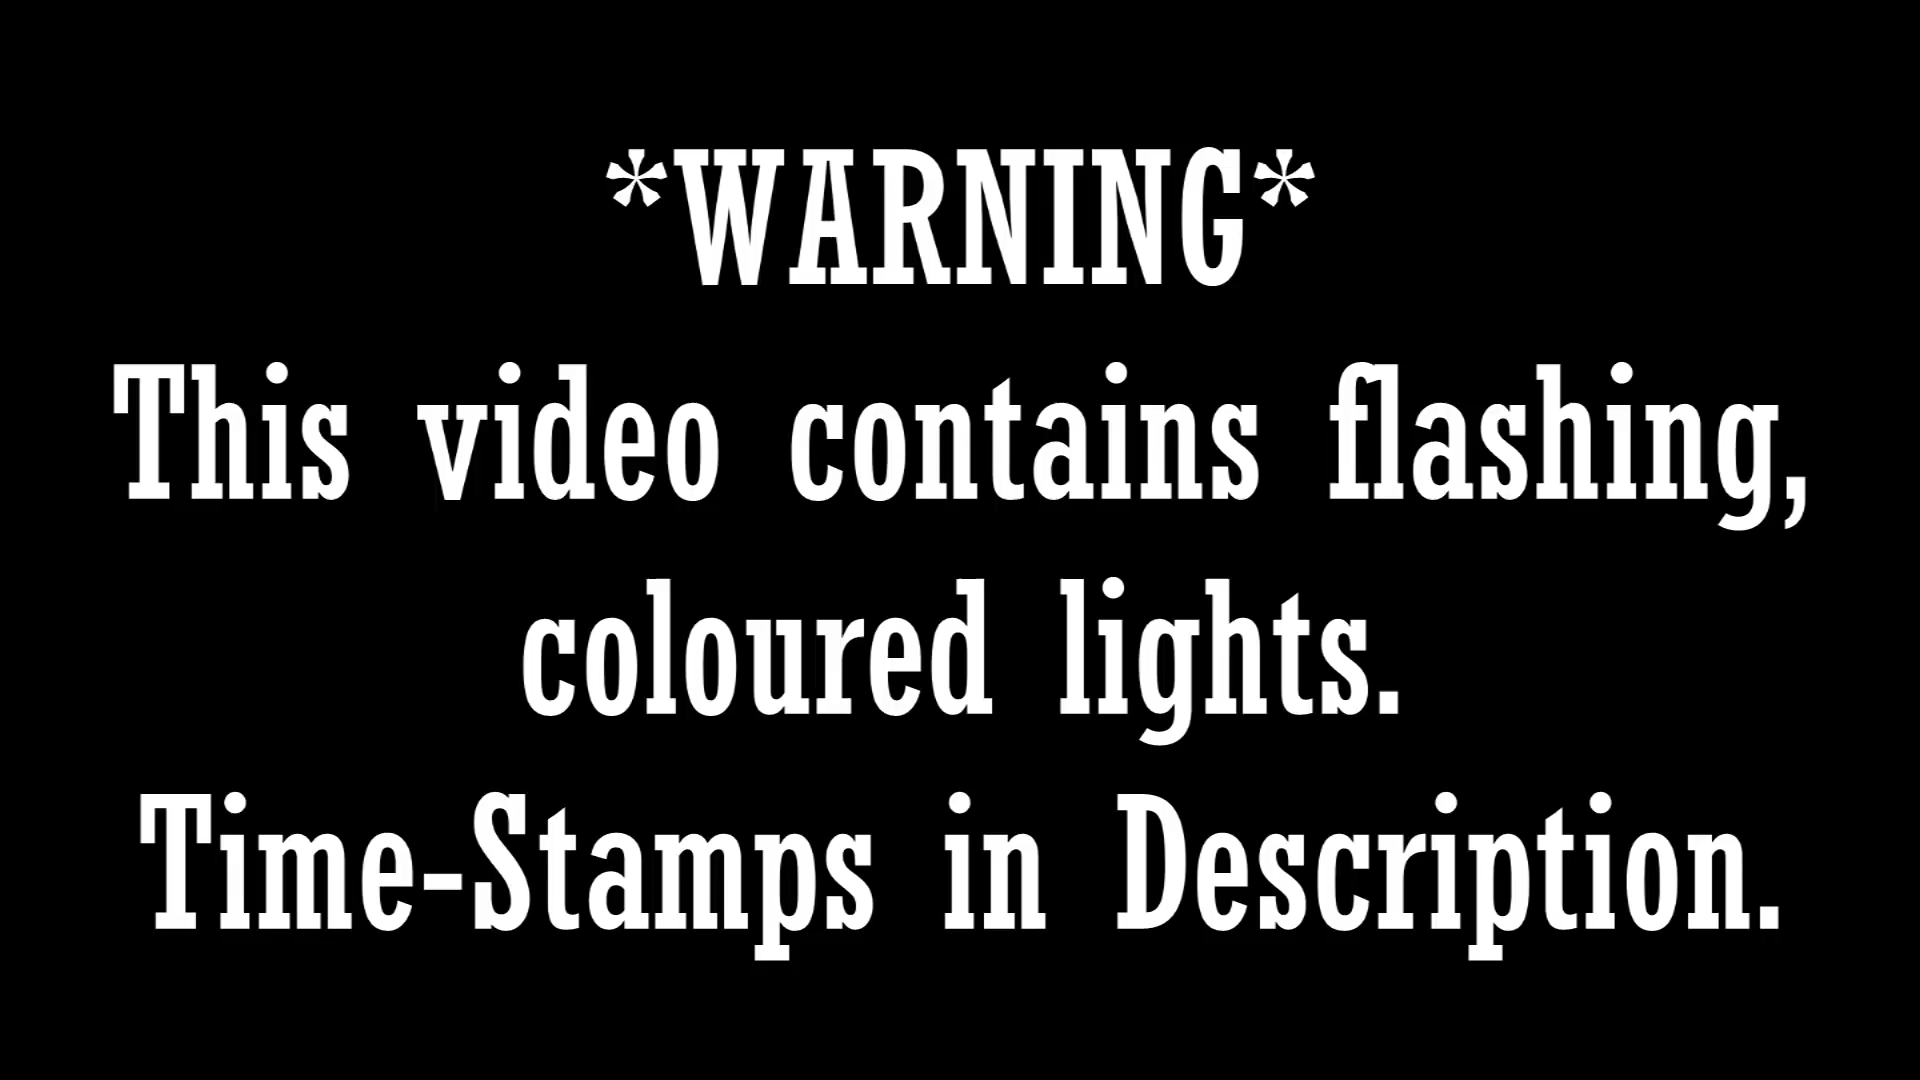 *WARNING*
This video contains flashing,
coloured lights.
Time-Stamps in Description.